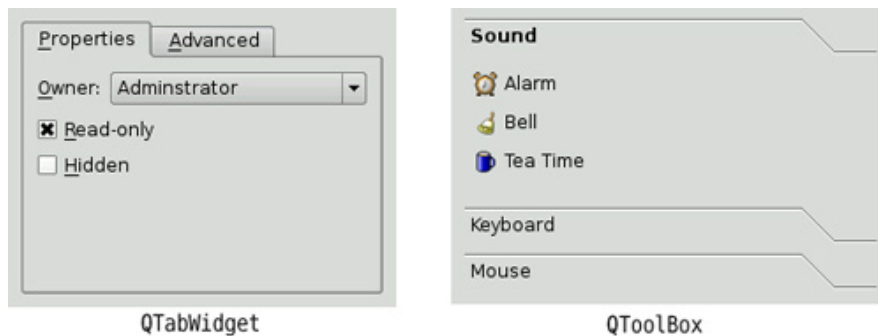 Properties Advanced
Owner: Adminstrator
Read-only
Hidden
QTabWidget
Sound
Alarm
Bell
Tea Time
Keyboard
Mouse
QToolBox